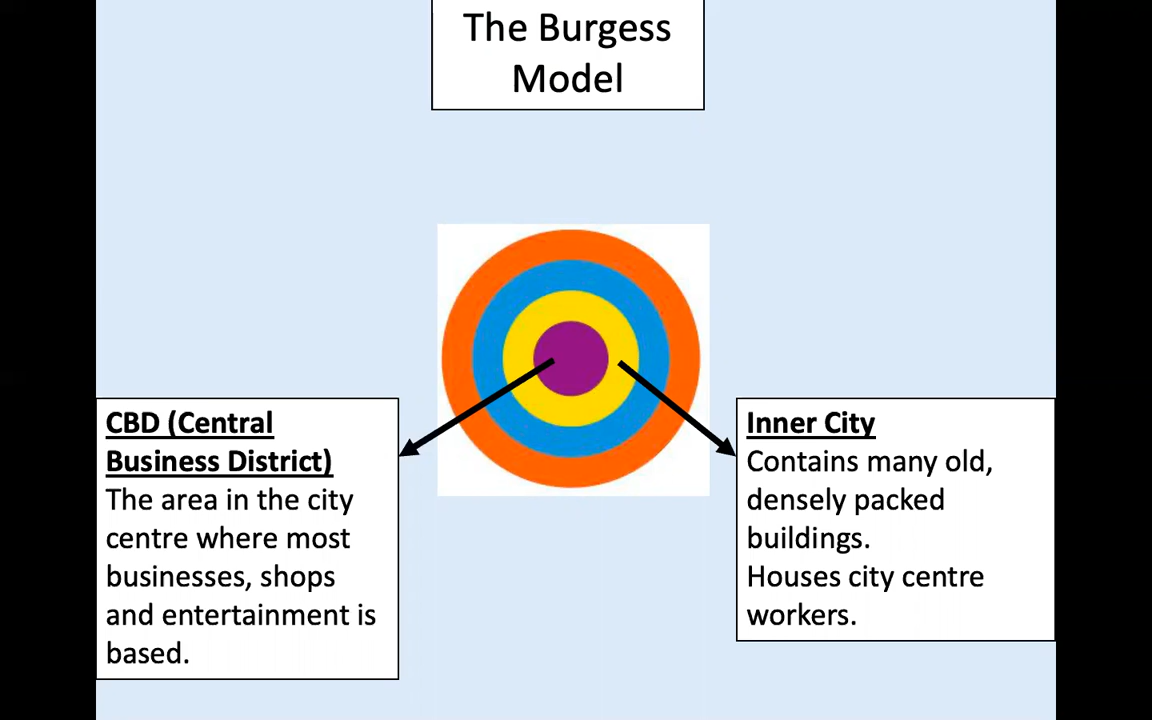 The Burgess
Model
CBD (Central
Business District)
The area in the city
centre where most
businesses, shops
and entertainment is
based.
Inner City
Contains many old,
densely packed
buildings.
Houses city centre
workers.